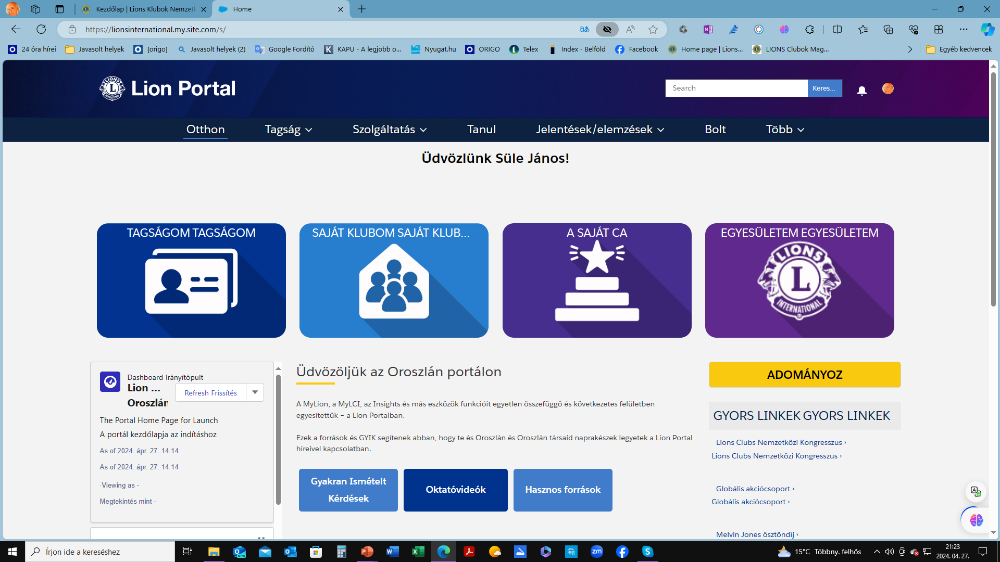 Kezdőlap | Lions Klubok Nemzetk
Home
https://lionsinternational.my.site.com/s/
24 óra hírei
Javasolt helyek
[origo]
Javasolt helyek (2)
Google Fordító
KAPU - A legjobb o...
Nyugat.hu
ORIGO
Telex
Index - Belföld
Facebook
Home page | Lions...
LIONS Clubok Mag...
Egyéb kedvencek
LIONS
L
INTERNATIONAL
Lion Portal
Search
Keres...
Otthon
Tagság
Szolgáltatás
Tanul
Jelentések/elemzések
Bolt
Több
Üdvözlünk Süle János!
TAGSÁGOM TAGSÁGOM
SAJÁT KLUBOM SAJÁT KLUB...
A SAJÁT CA
EGYESÜLETEM EGYESÜLETEM
LIONS
L
INTERNATIONAL
Dashboard Irányítópult
Lion ...
Oroszlán
Refresh Frissítés
The Portal Home Page for Launch
A portál kezdőlapja az indításhoz
As of 2024. ápr. 27. 14:14
As of 2024. ápr. 27. 14:14
·Viewing as -
Megtekintés mint -
Üdvözöljük az Oroszlán portálon
A MyLion, a MyLCI, az Insights és más eszközök funkcióit egyetlen összefüggő és következetes felületben
egyesítettük – a Lion Portalban.
Ezek a források és GYIK segítenek abban, hogy te és Oroszlán és Oroszlán társaid naprakészek legyetek a Lion Portal
híreivel kapcsolatban.
Gyakran Ismételt
Kérdések
Oktatóvideók
Hasznos források
ADOMÁNYOZ
GYORS LINKEK GYORS LINKEK
Lions Clubs Nemzetközi Kongresszus ›
Lions Clubs Nemzetközi Kongresszus ›
Globális akciócsoport ›
Globális akciócsoport ›
Melvin Jones ösztöndíj ›
Írjon ide a kereséshez
15°C Többny. felhős
21:23
2024. 04. 27.